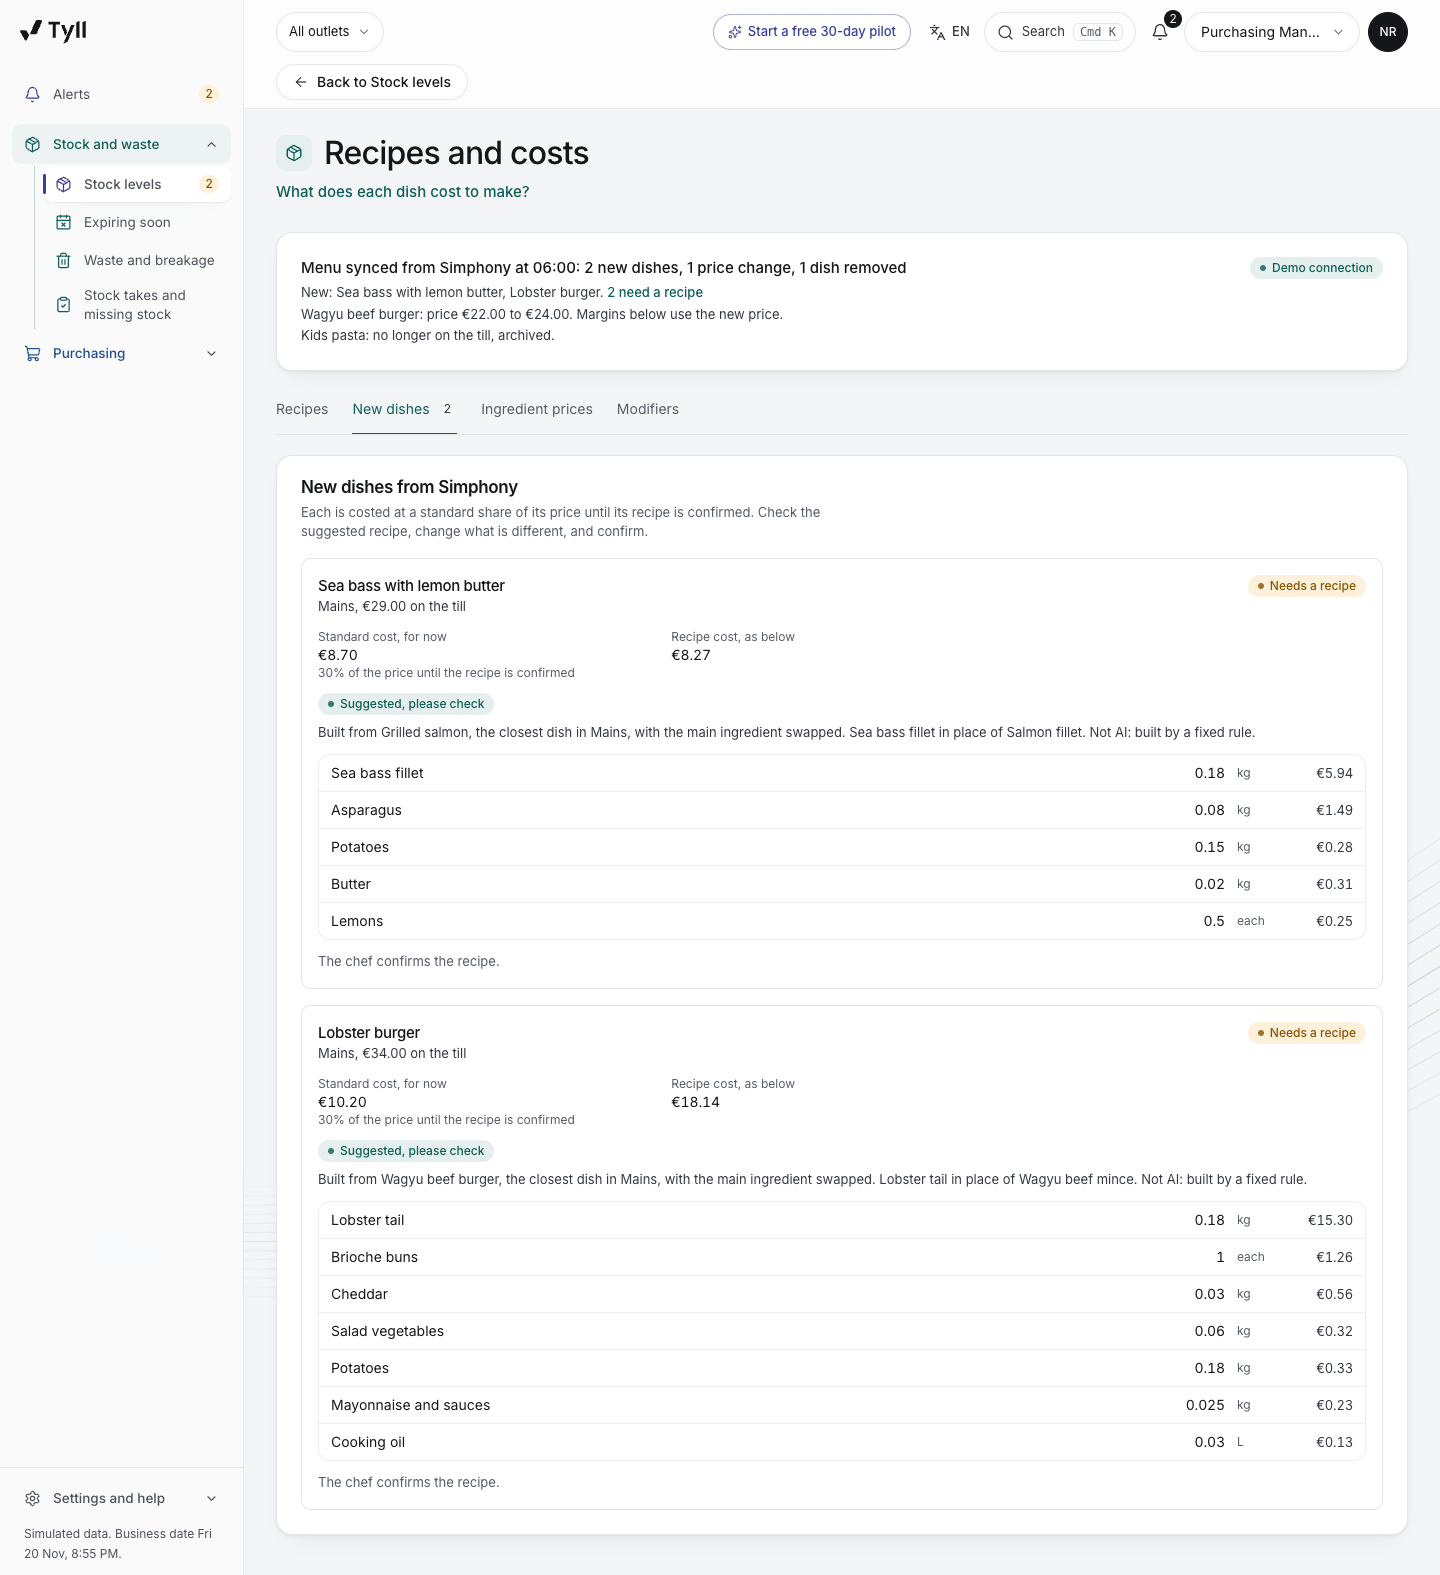 Tyll
All outlets
Start a free 30-day pilot
EN
Search Cmd K
2
Purchasing Man...
NR
Back to Stock levels
Alerts 2
Stock and waste
Stock levels 2
Expiring soon
Waste and breakage
Stock takes and
missing stock
Purchasing
Settings and help
Simulated data. Business date Fri
20 Nov, 8:55 PM.
Recipes and costs
What does each dish cost to make?
Menu synced from Simphony at 06:00: 2 new dishes, 1 price change, 1 dish removed
Demo connection
New: Sea bass with lemon butter, Lobster burger. 2 need a recipe
Wagyu beef burger: price €22.00 to €24.00. Margins below use the new price.
Kids pasta: no longer on the till, archived.
Recipes New dishes 2 Ingredient prices Modifiers
New dishes from Simphony
Each is costed at a standard share of its price until its recipe is confirmed. Check the
suggested recipe, change what is different, and confirm.
Sea bass with lemon butter
Needs a recipe
Mains, €29.00 on the till
Standard cost, for now Recipe cost, as below
€8.70 €8.27
30% of the price until the recipe is confirmed
Suggested, please check
Built from Grilled salmon, the closest dish in Mains, with the main ingredient swapped. Sea bass fillet in place of Salmon fillet. Not AI: built by a fixed rule.
Sea bass fillet 0.18 kg €5.94
Asparagus 0.08 kg €1.49
Potatoes 0.15 kg €0.28
Butter 0.02 kg €0.31
Lemons 0.5 each €0.25
The chef confirms the recipe.
Lobster burger
Needs a recipe
Mains, €34.00 on the till
Standard cost, for now Recipe cost, as below
€10.20 €18.14
30% of the price until the recipe is confirmed
Suggested, please check
Built from Wagyu beef burger, the closest dish in Mains, with the main ingredient swapped. Lobster tail in place of Wagyu beef mince. Not AI: built by a fixed rule.
Lobster tail 0.18 kg €15.30
Brioche buns 1 each €1.26
Cheddar 0.03 kg €0.56
Salad vegetables 0.06 kg €0.32
Potatoes 0.18 kg €0.33
Mayonnaise and sauces 0.025 kg €0.23
Cooking oil 0.03 L €0.13
The chef confirms the recipe.